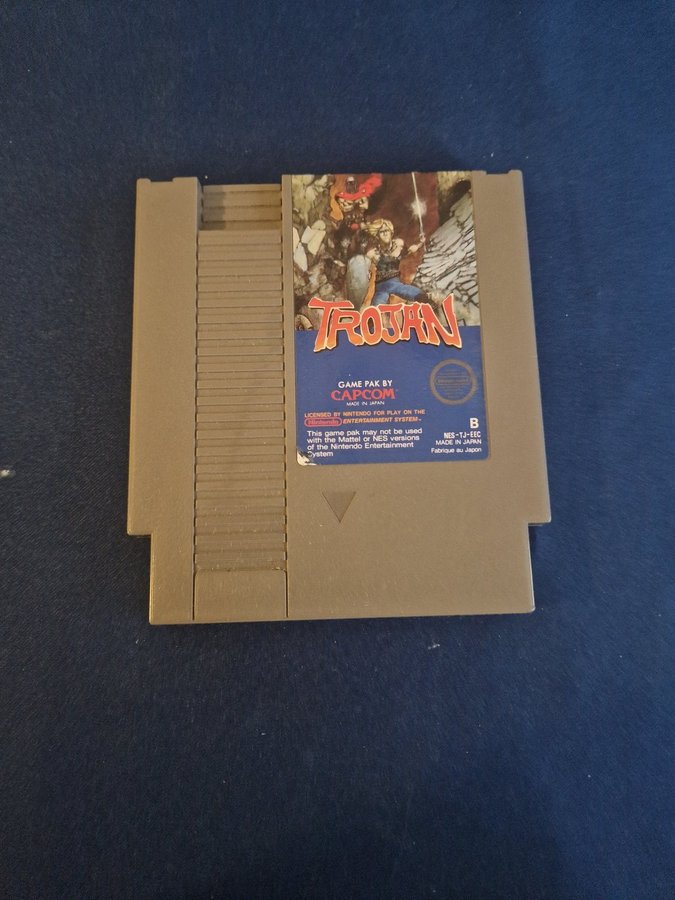 TROJAN
GAME PAK BY
CAPCOM
MADE IN JAPAN
LICENSED BY NINTENDO FOR PLAY ON THE
Nintendo ENTERTAINMENT SYSTEM™
This game pak may not be used
with the Mattel or NES versions
of the Nintendo Entertainment
System
B
NES-TJ-EEC
MADE IN JAPAN
Fabriqué au Japon